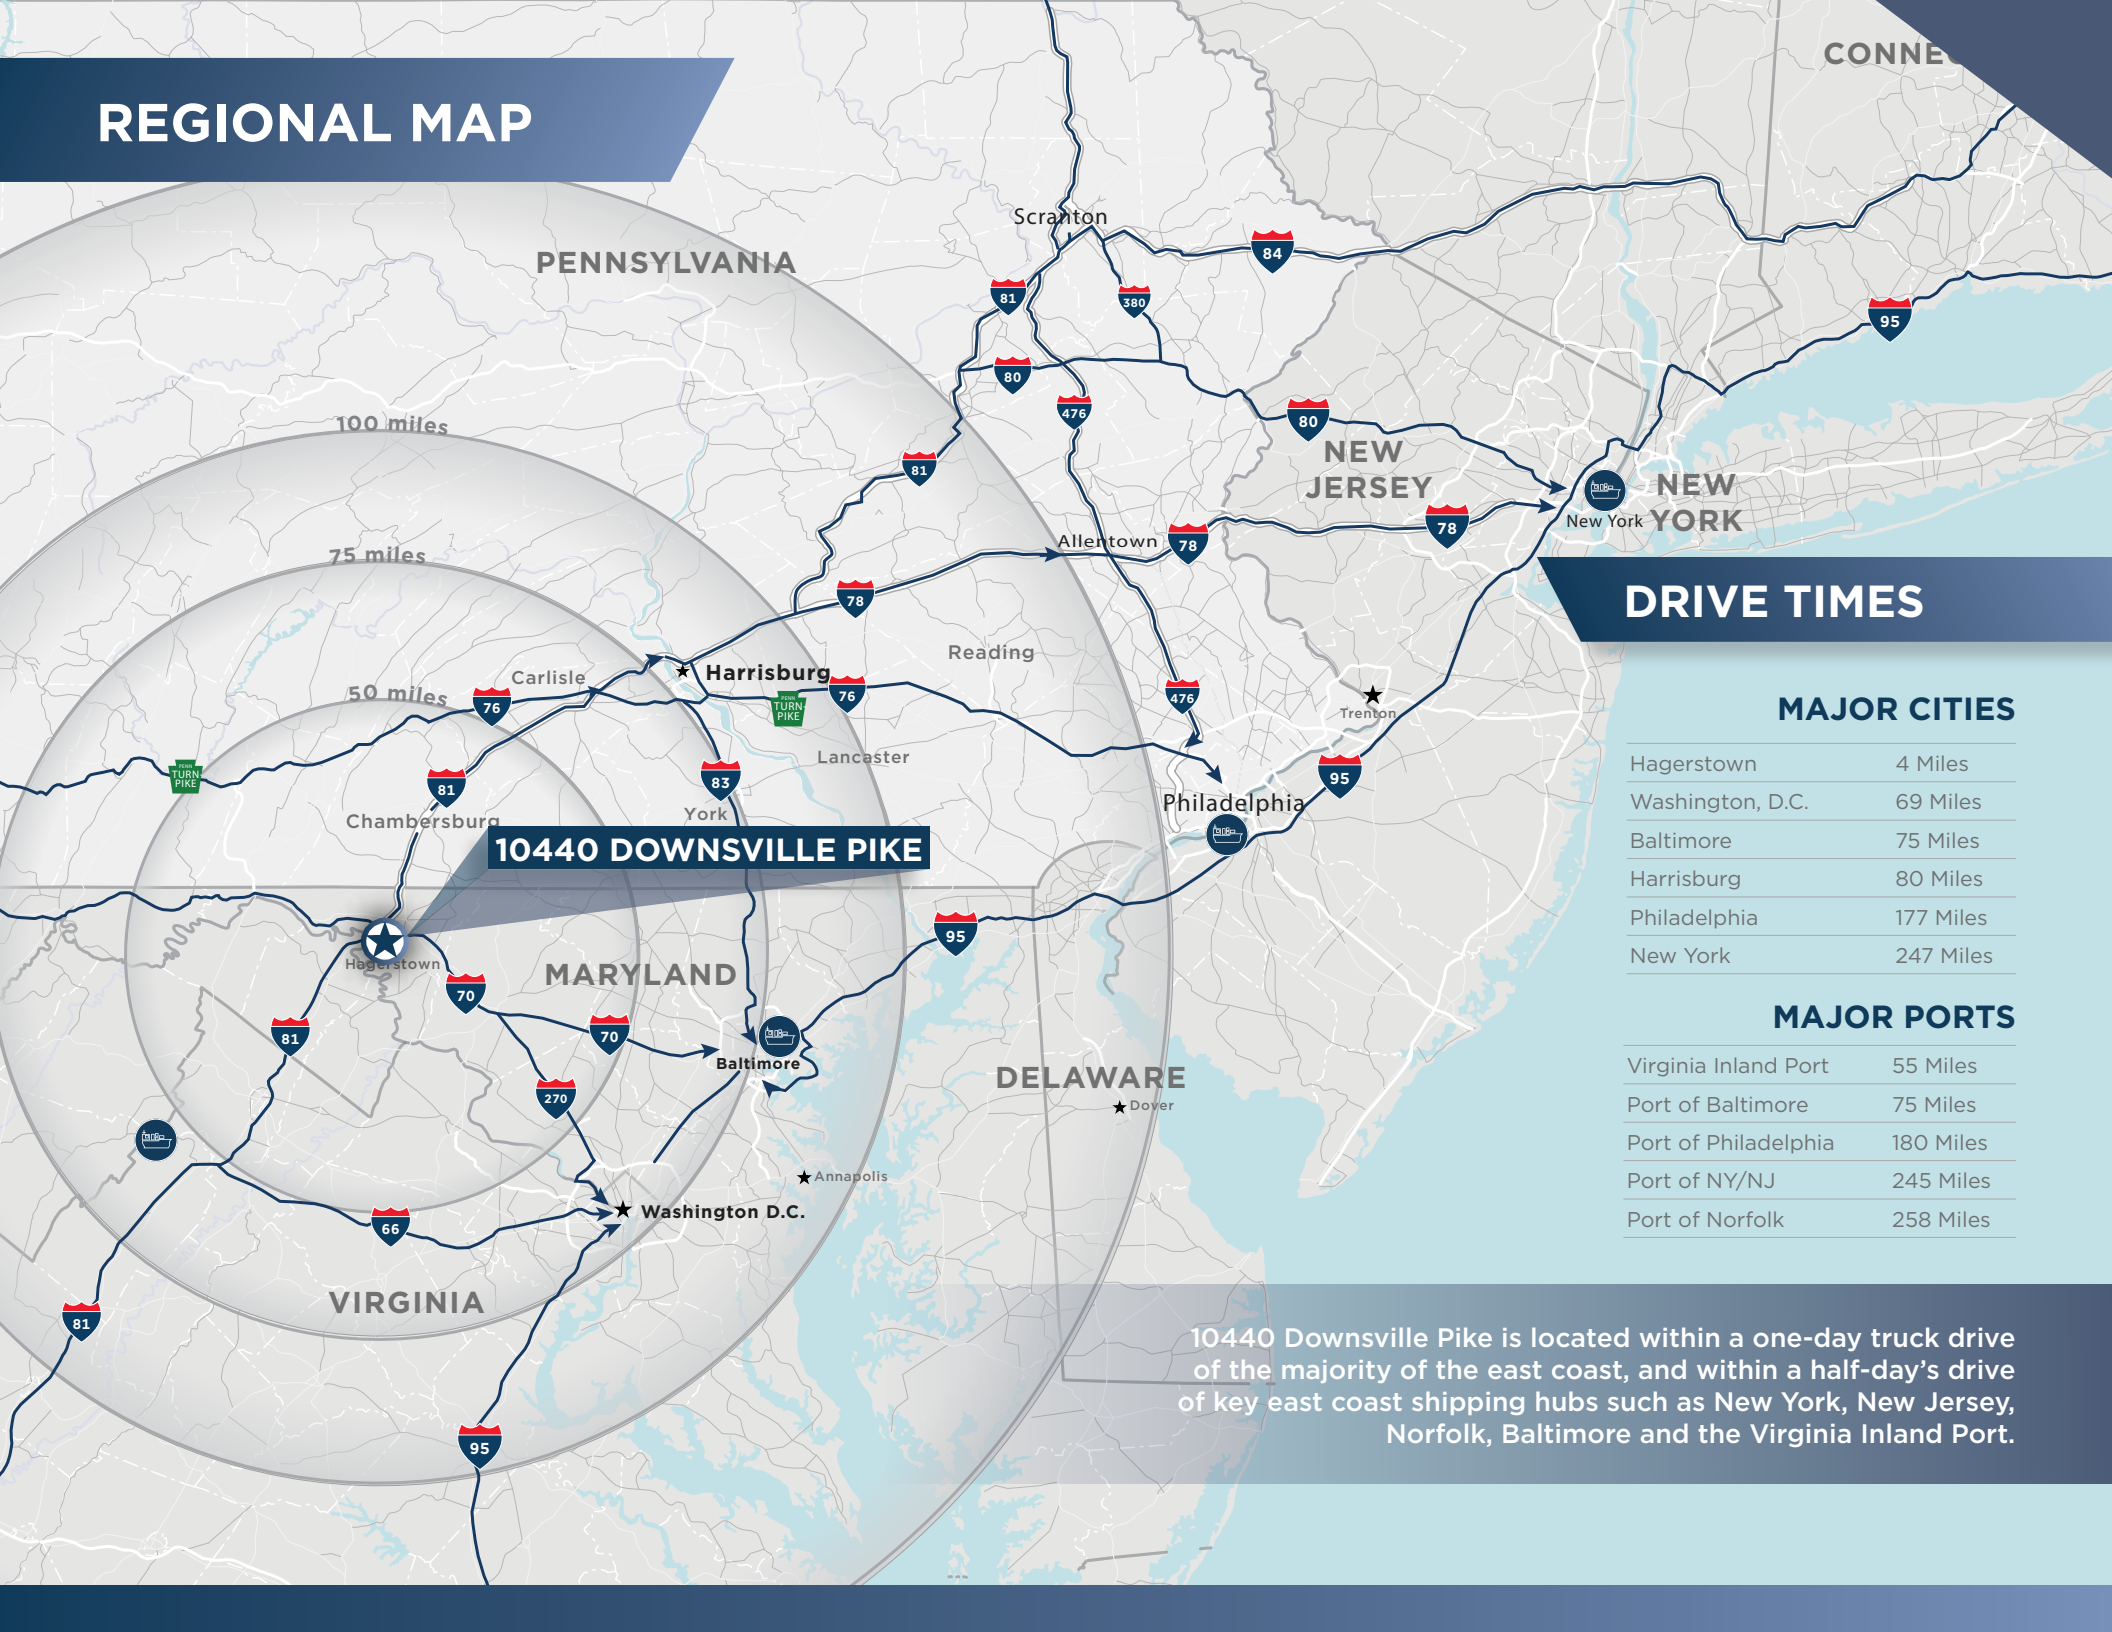 REGIONAL MAP
CONNEC
Scranton
PENNSYLVANIA
84
81
380
95
80
476
80
100 miles
NEW
JERSEY
81
NEW
YORK
New York
78
Allentown
78
75 miles
78
DRIVE TIMES
Reading
Harrisburg
Carlisle
50 miles
76
PENN
TURN-
PIKE
76
476
Trenton
MAJOR CITIES
Hagerstown 4 Miles
Washington, D.C. 69 Miles
Baltimore 75 Miles
Harrisburg 80 Miles
Philadelphia 177 Miles
New York 247 Miles
PENN
TURN-
PIKE
81
83
Lancaster
95
Philadelphia
Chambersburg
York
10440 DOWNSVILLE PIKE
95
Hagerstown
MARYLAND
70
81
70
Baltimore
DELAWARE
Dover
270
MAJOR PORTS
Virginia Inland Port 55 Miles
Port of Baltimore 75 Miles
Port of Philadelphia 180 Miles
Port of NY/NJ 245 Miles
Port of Norfolk 258 Miles
Annapolis
Washington D.C.
66
VIRGINIA
81
95
10440 Downsville Pike is located within a one-day truck drive
of the majority of the east coast, and within a half-day’s drive
of key east coast shipping hubs such as New York, New Jersey,
Norfolk, Baltimore and the Virginia Inland Port.